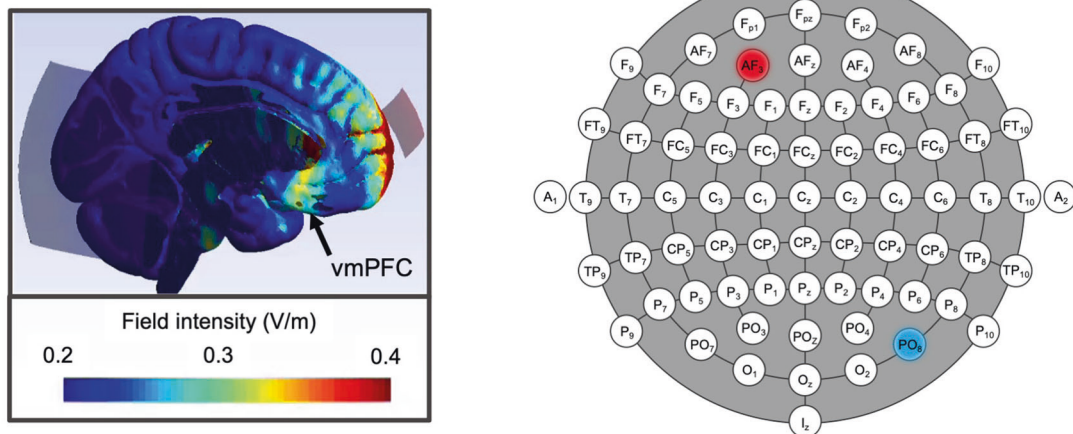 vmPFC
Field intensity (V/m)
0.2 0.3 0.4
Fp1 Fpz Fp2
AF7 AF3 AFz AF4 AF8
F9 F7 F5 F3 F1 Fz F2 F4 F6 F8 F10
FT9 FT7 FC5 FC3 FC1 FCz FC2 FC4 FC6 FT8 FT10
A1 T9 T7 C5 C3 C1 Cz C2 C4 C6 T8 T10 A2
TP9 TP7 CP5 CP3 CP1 CPz CP2 CP4 CP6 TP8 TP10
P9 P7 P5 P3 P1 Pz P2 P4 P6 P8 P10
PO7 PO3 POz PO4 PO8
O1 Oz O2
Iz